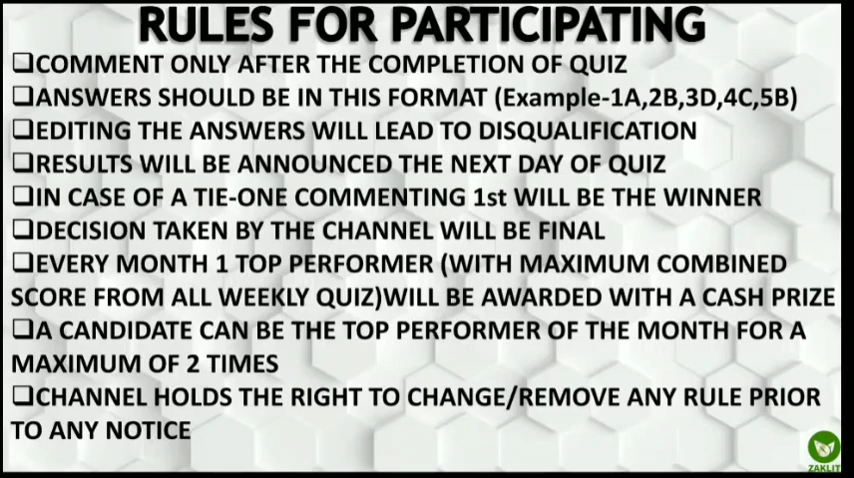 RULES FOR PARTICIPATING
❑COMMENT ONLY AFTER THE COMPLETION OF QUIZ
❑ANSWERS SHOULD BE IN THIS FORMAT (Example-1A,2B,3D,4C,5B)
❑EDITING THE ANSWERS WILL LEAD TO DISQUALIFICATION
❑RESULTS WILL BE ANNOUNCED THE NEXT DAY OF QUIZ
❑IN CASE OF A TIE-ONE COMMENTING 1st WILL BE THE WINNER
❑DECISION TAKEN BY THE CHANNEL WILL BE FINAL
❑EVERY MONTH 1 TOP PERFORMER (WITH MAXIMUM COMBINED
SCORE FROM ALL WEEKLY QUIZ)WILL BE AWARDED WITH A CASH PRIZE
❑A CANDIDATE CAN BE THE TOP PERFORMER OF THE MONTH FOR A
MAXIMUM OF 2 TIMES
❑CHANNEL HOLDS THE RIGHT TO CHANGE/REMOVE ANY RULE PRIOR
TO ANY NOTICE
ZAKLIT